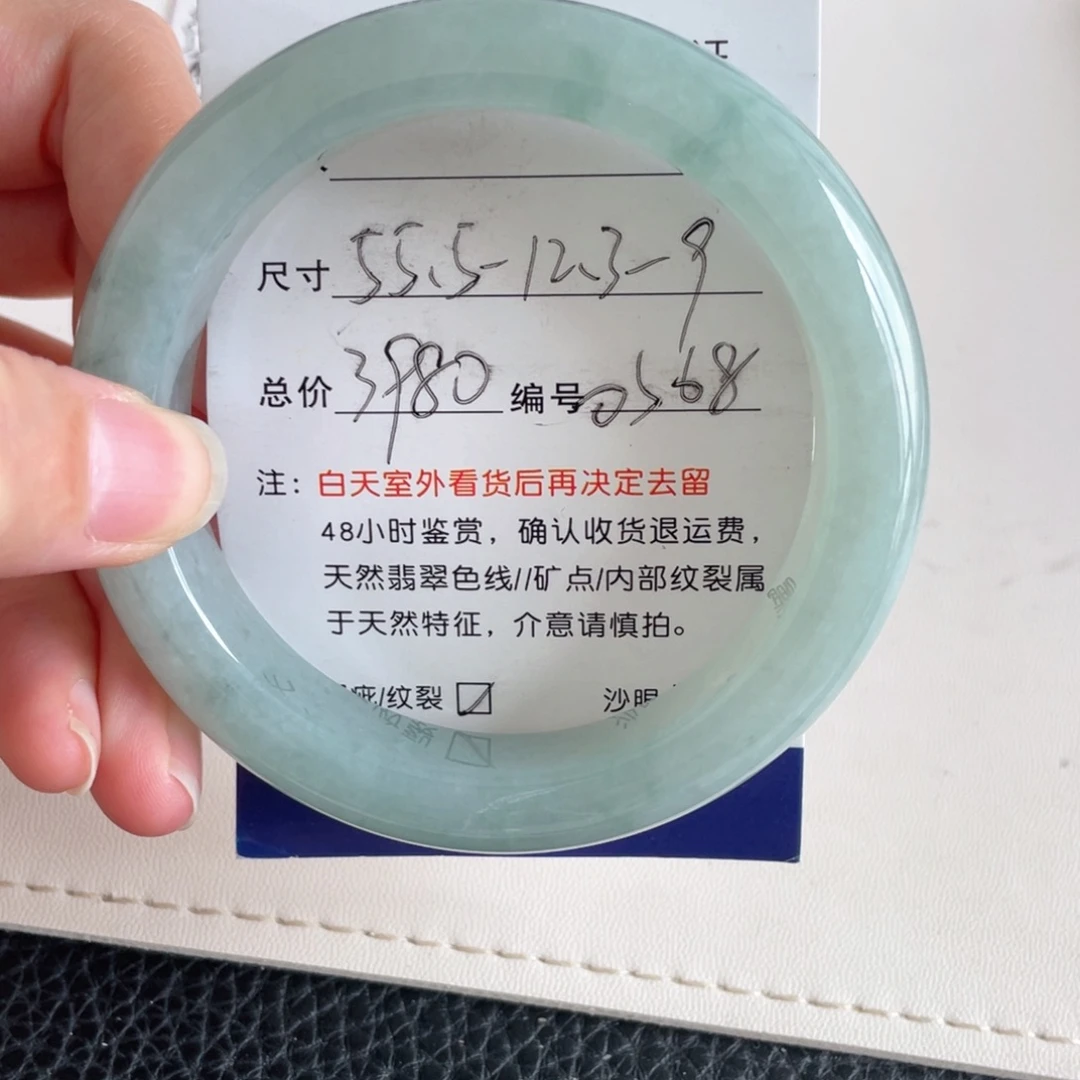 证
尺寸 55.5-12.3-9
总价 3980 编号 0568
注：白天室外看货后再决定去留
48小时鉴赏，确认收货退运费，
天然翡翠色线//矿点/内部纹裂属
于天然特征，介意请慎拍。
疵/纹裂 沙眼